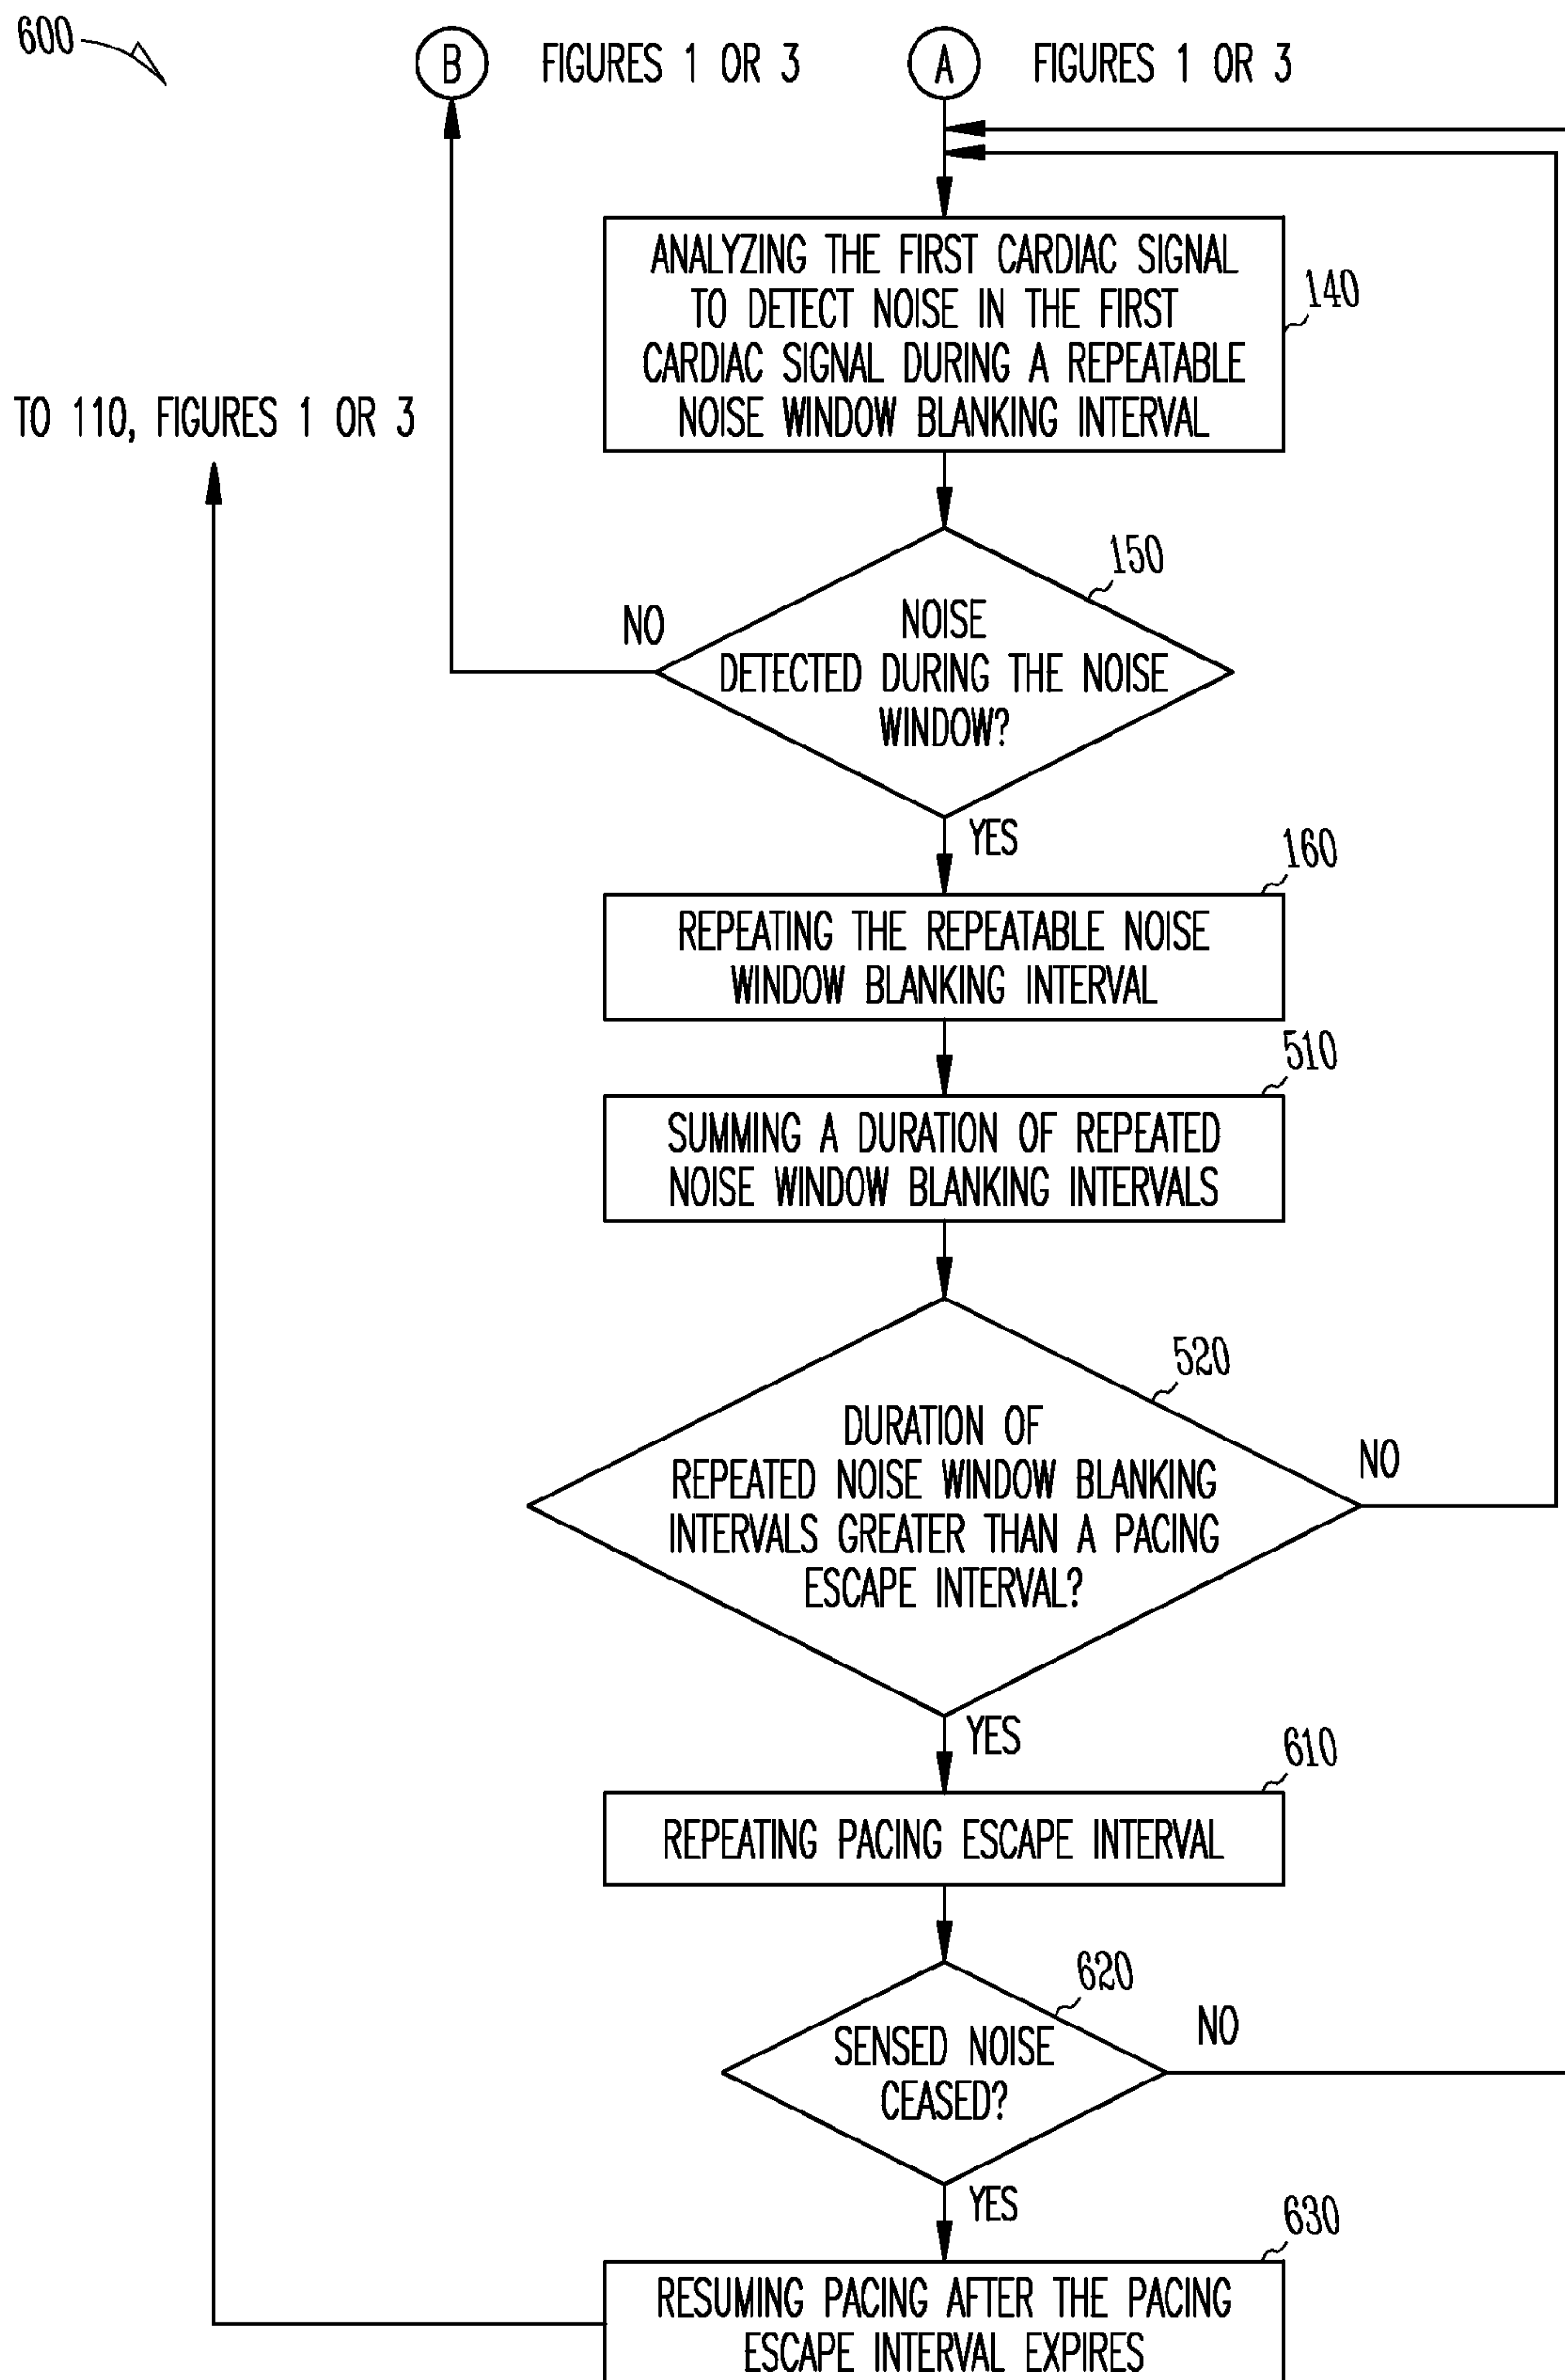 600
B FIGURES 1 OR 3 A FIGURES 1 OR 3
ANALYZING THE FIRST CARDIAC SIGNAL
TO DETECT NOISE IN THE FIRST
CARDIAC SIGNAL DURING A REPEATABLE
NOISE WINDOW BLANKING INTERVAL
140
TO 110, FIGURES 1 OR 3
150
NO
NOISE
DETECTED DURING THE NOISE
WINDOW?
YES
160
REPEATING THE REPEATABLE NOISE
WINDOW BLANKING INTERVAL
510
SUMMING A DURATION OF REPEATED
NOISE WINDOW BLANKING INTERVALS
520
DURATION OF
REPEATED NOISE WINDOW BLANKING
INTERVALS GREATER THAN A PACING
ESCAPE INTERVAL?
NO
YES
610
REPEATING PACING ESCAPE INTERVAL
620
SENSED NOISE
CEASED?
NO
YES
630
RESUMING PACING AFTER THE PACING
ESCAPE INTERVAL EXPIRES